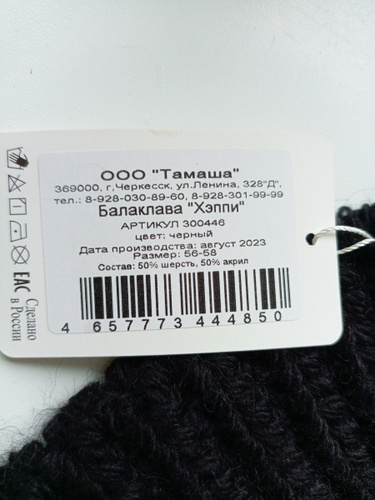 ООО "Тамаша"
369000, г,Черкесск, ул.Ленина, 328"Д",
тел.: 8-928-030-89-60, 8-928-301-99-99
Балаклава "Хэппи"
АРТИКУЛ 300446
цвет: черный
Дата производства: август 2023
Размер: 56-58
Состав: 50% шерсть, 50% акрил
4 657773 444850
EAC
Сделано
в России